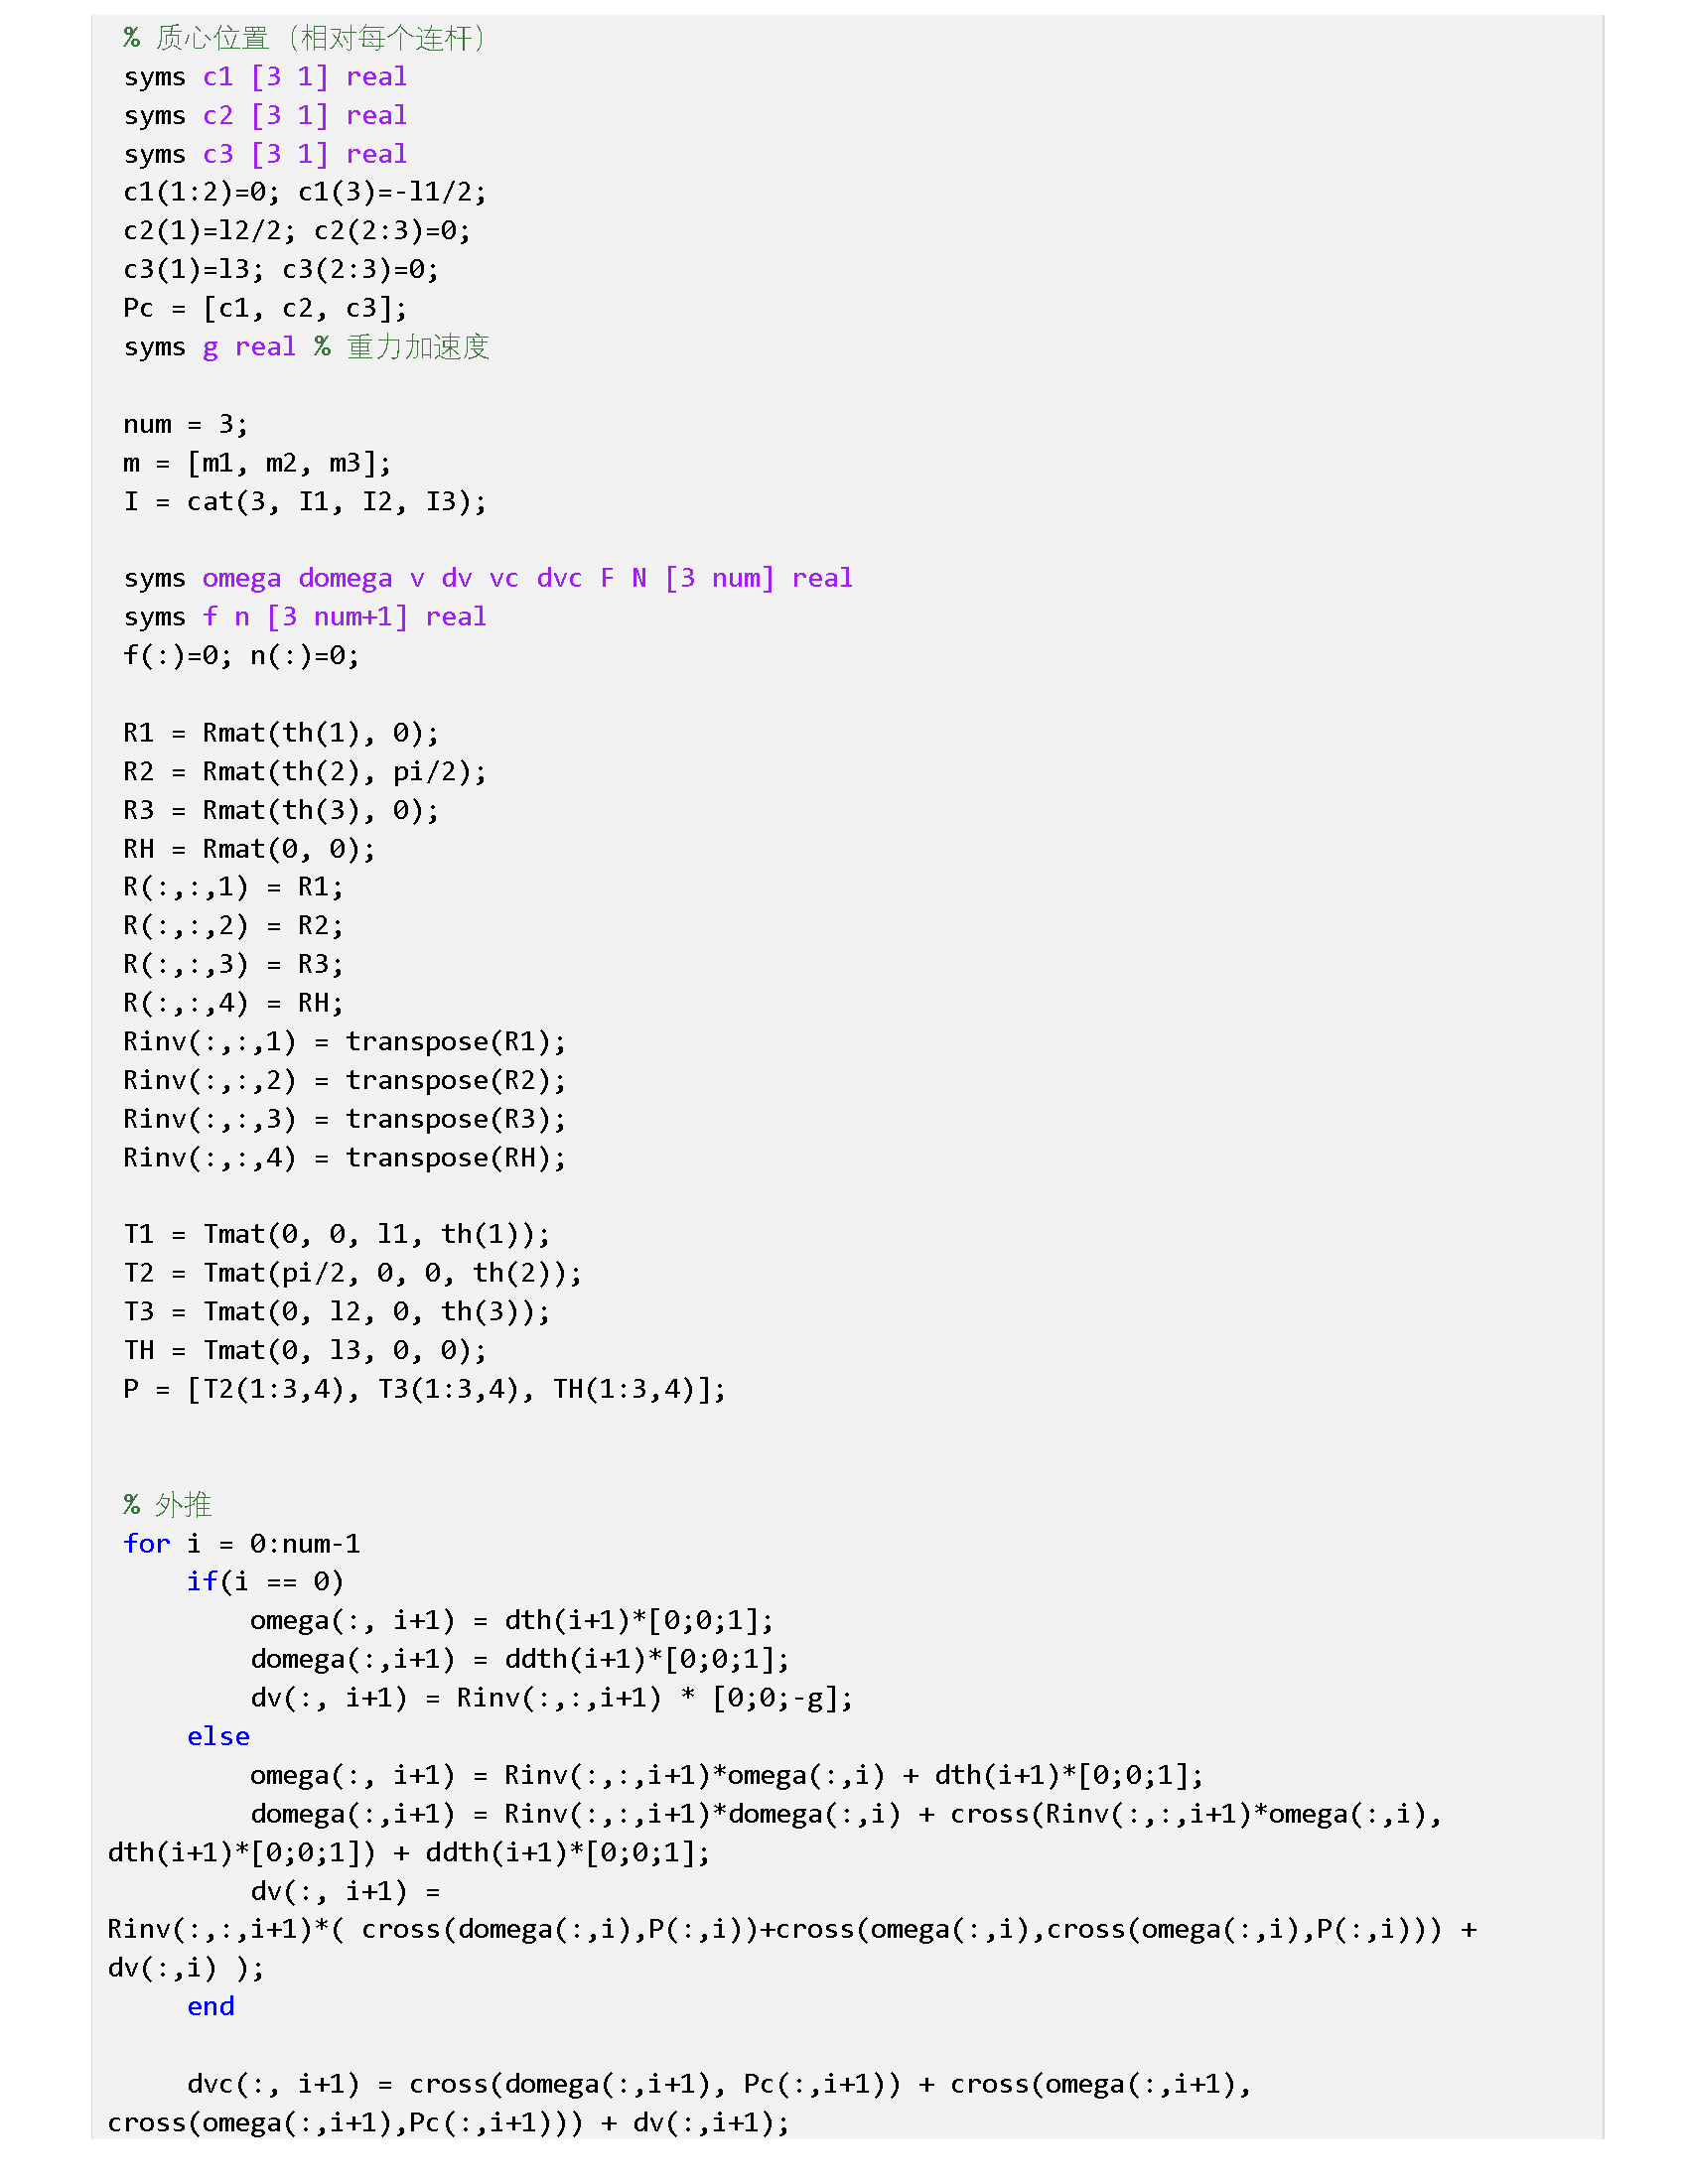 % 质心位置（相对每个连杆）
syms c1 [3 1] real
syms c2 [3 1] real
syms c3 [3 1] real
c1(1:2)=0; c1(3)=-l1/2;
c2(1)=l2/2; c2(2:3)=0;
c3(1)=l3; c3(2:3)=0;
Pc = [c1, c2, c3];
syms g real % 重力加速度
num = 3;
m = [m1, m2, m3];
I = cat(3, I1, I2, I3);
syms omega domega v dv vc dvc F N [3 num] real
syms f n [3 num+1] real
f(:)=0; n(:)=0;
R1 = Rmat(th(1), 0);
R2 = Rmat(th(2), pi/2);
R3 = Rmat(th(3), 0);
RH = Rmat(0, 0);
R(:,:,1) = R1;
R(:,:,2) = R2;
R(:,:,3) = R3;
R(:,:,4) = RH;
Rinv(:,:,1) = transpose(R1);
Rinv(:,:,2) = transpose(R2);
Rinv(:,:,3) = transpose(R3);
Rinv(:,:,4) = transpose(RH);
T1 = Tmat(0, 0, l1, th(1));
T2 = Tmat(pi/2, 0, 0, th(2));
T3 = Tmat(0, l2, 0, th(3));
TH = Tmat(0, l3, 0, 0);
P = [T2(1:3,4), T3(1:3,4), TH(1:3,4)];
% 外推
for i = 0:num-1
if(i == 0)
omega(:, i+1) = dth(i+1)*[0;0;1];
domega(:,i+1) = ddth(i+1)*[0;0;1];
dv(:, i+1) = Rinv(:,:,i+1) * [0;0;-g];
else
omega(:, i+1) = Rinv(:,:,i+1)*omega(:,i) + dth(i+1)*[0;0;1];
domega(:,i+1) = Rinv(:,:,i+1)*domega(:,i) + cross(Rinv(:,:,i+1)*omega(:,i),
dth(i+1)*[0;0;1]) + ddth(i+1)*[0;0;1];
dv(:, i+1) =
Rinv(:,:,i+1)*( cross(domega(:,i),P(:,i))+cross(omega(:,i),cross(omega(:,i),P(:,i))) +
dv(:,i) );
end
dvc(:, i+1) = cross(domega(:,i+1), Pc(:,i+1)) + cross(omega(:,i+1),
cross(omega(:,i+1),Pc(:,i+1))) + dv(:,i+1);